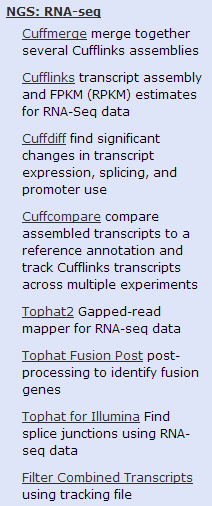 NGS: RNA-seq
Cuffmerge merge together
several Cufflinks assemblies
Cufflinks transcript assembly
and FPKM (RPKM) estimates
for RNA-Seq data
Cuffdiff find significant
changes in transcript
expression, splicing, and
promoter use
Cuffcompare compare
assembled transcripts to a
reference annotation and
track Cufflinks transcripts
across multiple experiments
Tophat2 Gapped-read
mapper for RNA-seq data
Tophat Fusion Post post-
processing to identify fusion
genes
Tophat for Illumina Find
splice junctions using RNA-
seq data
Filter Combined Transcripts
using tracking file